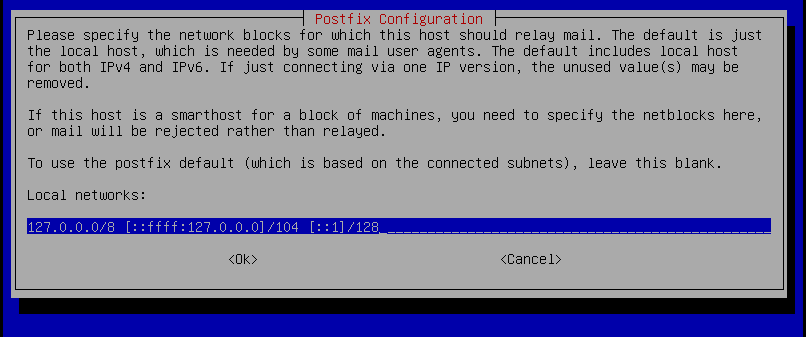 Postfix Configuration
Please specify the network blocks for which this host should relay mail. The default is just
the local host, which is needed by some mail user agents. The default includes local host
for both IPv4 and IPv6. If just connecting via one IP version, the unused value(s) may be
removed.
If this host is a smarthost for a block of machines, you need to specify the netblocks here,
or mail will be rejected rather than relayed.
To use the postfix default (which is based on the connected subnets), leave this blank.
Local networks:
127.0.0.0/8 [::ffff:127.0.0.0]/104 [::1]/128
<Ok> <Cancel>